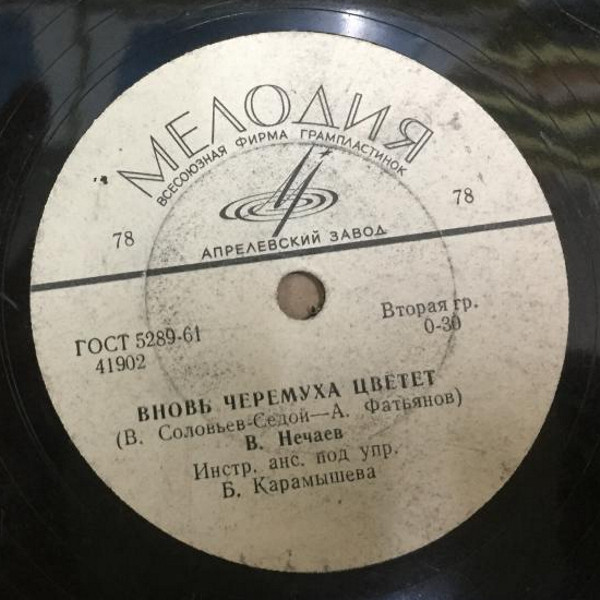 МЕЛОДИЯ
ВСЕСОЮЗНАЯ ФИРМА ГРАМПЛАСТИНОК
78
78
АПРЕЛЕВСКИЙ ЗАВОД
ГОСТ 5289-61
41902
Вторая гр.
0-30
ВНОВЬ ЧЕРЕМУХА ЦВЕТЕТ
(В. Соловьев-Седой—А. Фатьянов)
В. Нечаев
Инстр. анс. под упр.
Б. Карамышева